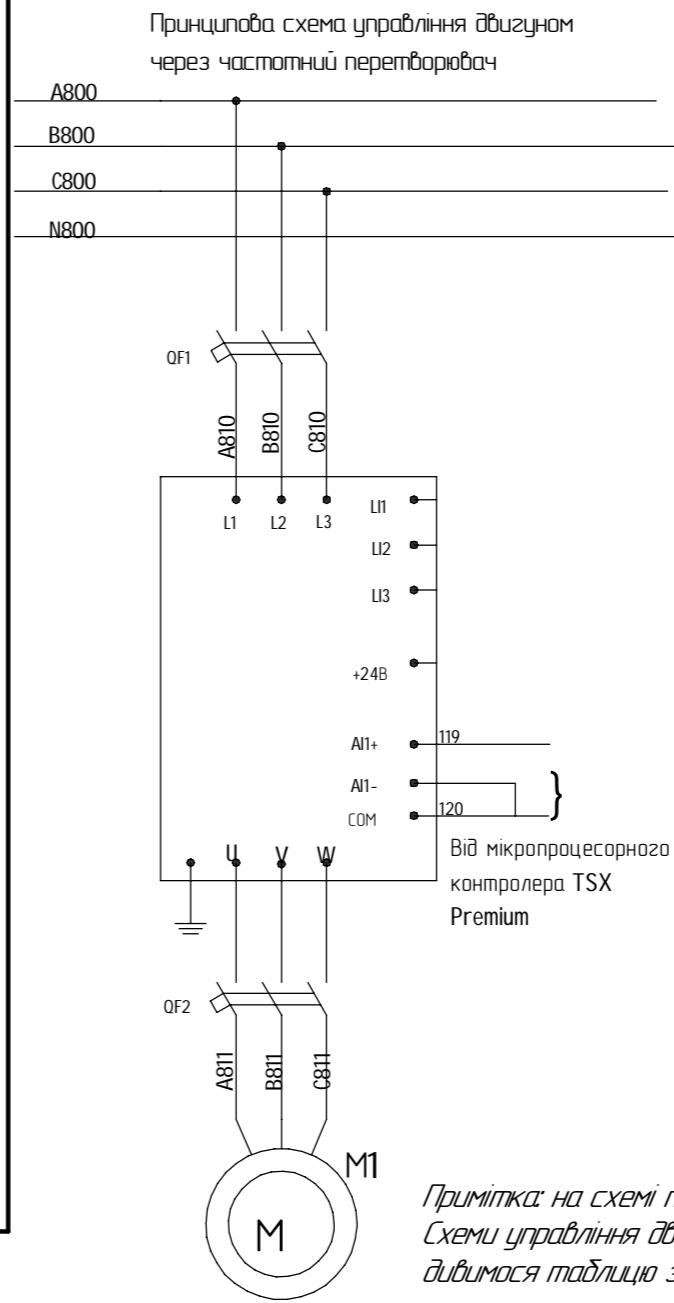 Принципова схема управління двигуном
через частотний перетворювач
A800
B800
C800
N800
QF1
A810
B810
C810
L1
L2
L3
LI1
LI2
LI3
+24В
AI1+
119
AI1-
COM
120
Від мікропроцесорного
контролера TSX
Premium
U
V
W
QF2
A811
B811
C811
M1
M
Примітка: на схемі
Схеми управління
дивимося таблицю